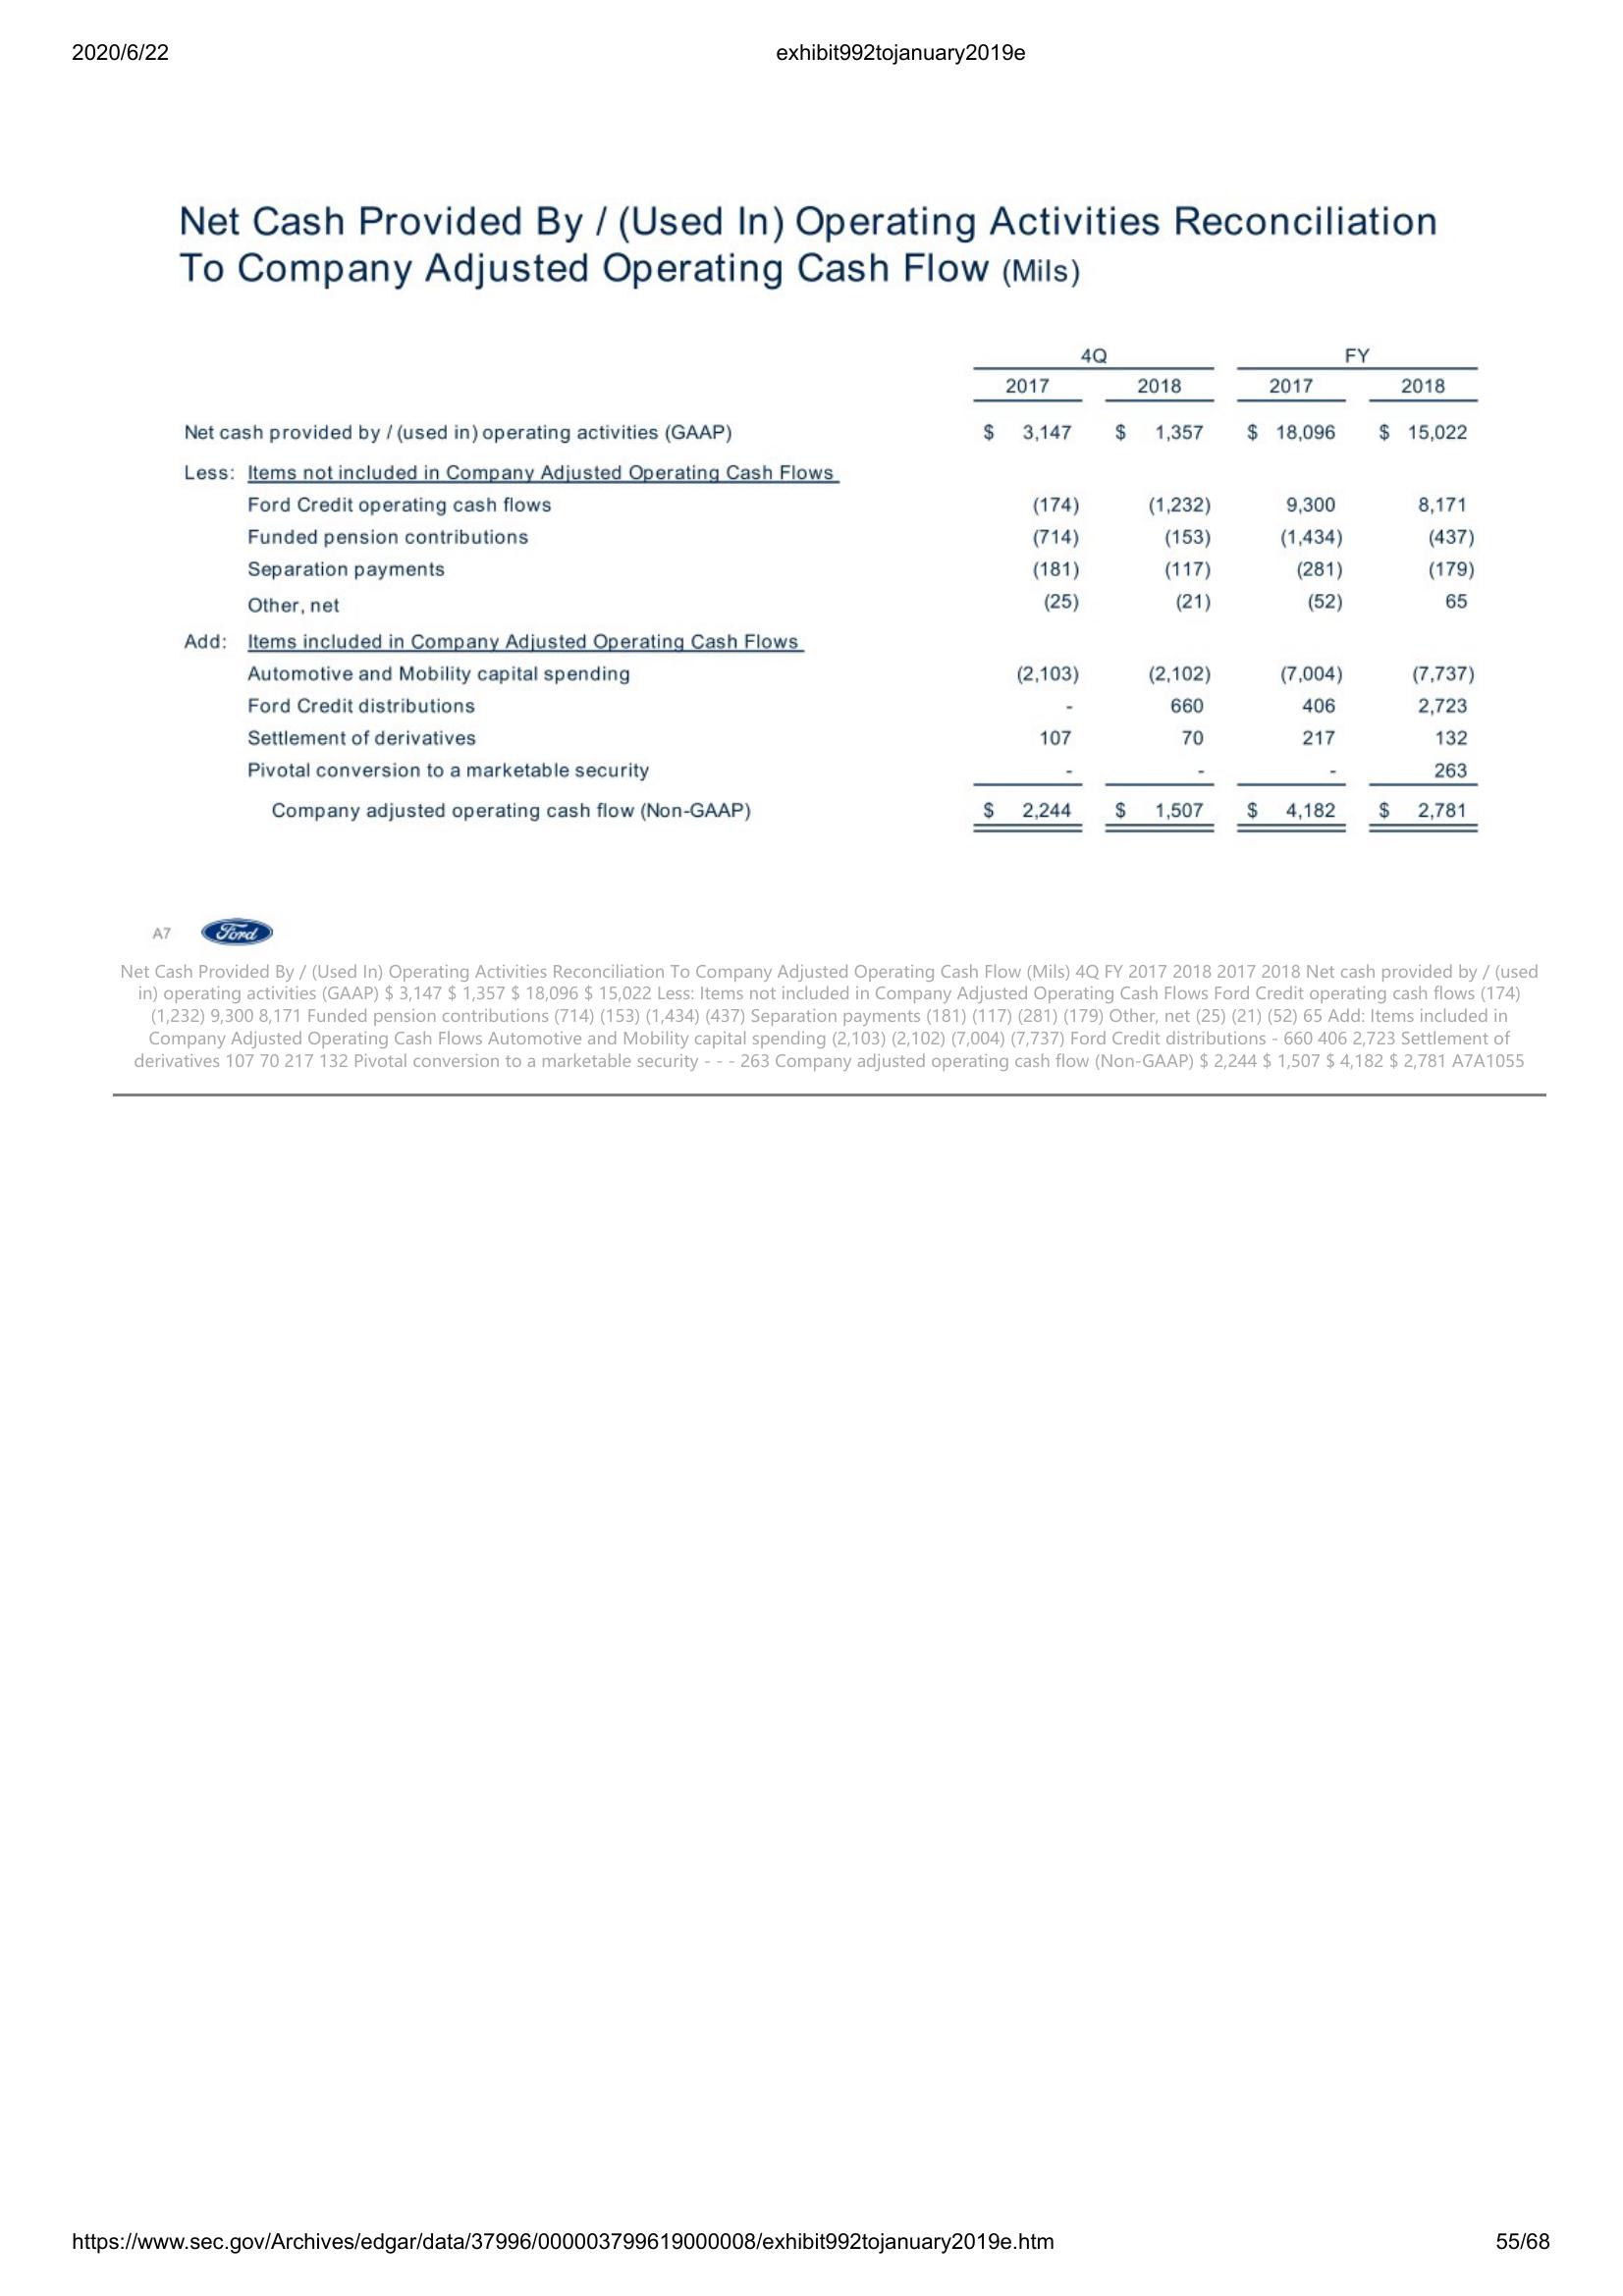 2020/6/22 exhibit992tojanuary2019e
Net Cash Provided By / (Used In) Operating Activities Reconciliation
To Company Adjusted Operating Cash Flow (Mils)
4Q FY
2017 2018 2017 2018
Net cash provided by / (used in) operating activities (GAAP) $ 3,147 $ 1,357 $ 18,096 $ 15,022
Less: Items not included in Company Adjusted Operating Cash Flows
Ford Credit operating cash flows (174) (1,232) 9,300 8,171
Funded pension contributions (714) (153) (1,434) (437)
Separation payments (181) (117) (281) (179)
Other, net (25) (21) (52) 65
Add: Items included in Company Adjusted Operating Cash Flows
Automotive and Mobility capital spending (2,103) (2,102) (7,004) (7,737)
Ford Credit distributions - 660 406 2,723
Settlement of derivatives 107 70 217 132
Pivotal conversion to a marketable security - - - 263
Company adjusted operating cash flow (Non-GAAP) $ 2,244 $ 1,507 $ 4,182 $ 2,781
A7 Ford
Net Cash Provided By / (Used In) Operating Activities Reconciliation To Company Adjusted Operating Cash Flow (Mils) 4Q FY 2017 2018 2017 2018 Net cash provided by / (used
in) operating activities (GAAP) $ 3,147 $ 1,357 $ 18,096 $ 15,022 Less: Items not included in Company Adjusted Operating Cash Flows Ford Credit operating cash flows (174)
(1,232) 9,300 8,171 Funded pension contributions (714) (153) (1,434) (437) Separation payments (181) (117) (281) (179) Other, net (25) (21) (52) 65 Add: Items included in
Company Adjusted Operating Cash Flows Automotive and Mobility capital spending (2,103) (2,102) (7,004) (7,737) Ford Credit distributions - 660 406 2,723 Settlement of
derivatives 107 70 217 132 Pivotal conversion to a marketable security - - - 263 Company adjusted operating cash flow (Non-GAAP) $ 2,244 $ 1,507 $ 4,182 $ 2,781 A7A1055
https://www.sec.gov/Archives/edgar/data/37996/000003799619000008/exhibit992tojanuary2019e.htm 55/68